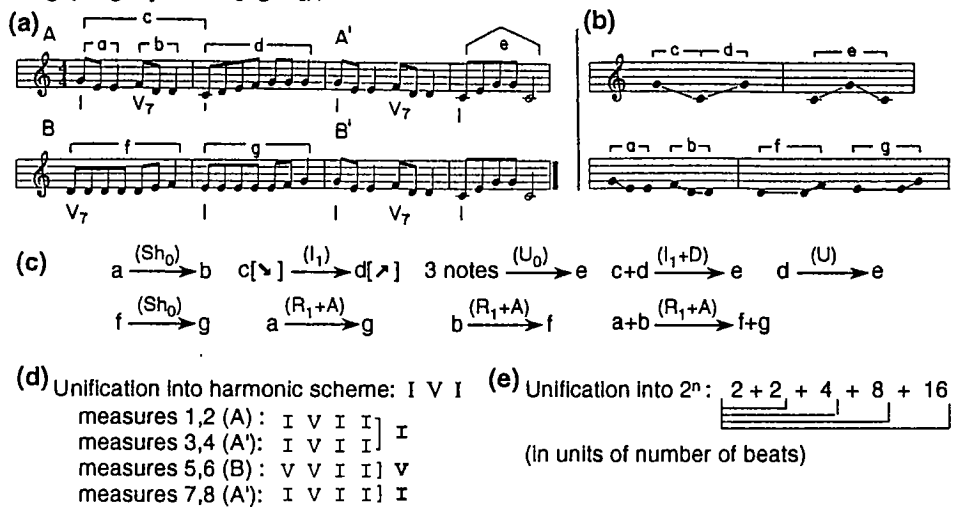 (a) A c A' (b)
a b d e c d e
I V7 I I V7 I
B B' a b f g
f g
V7 I I V7 I
(c) a (Sh0)→ b c[↘] (I1)→ d[↗] 3 notes (U0)→ e c+d (I1+D)→ e d (U)→ e
f (Sh0)→ g a (R1+A)→ g b (R1+A)→ f a+b (R1+A)→ f+g
(d) Unification into harmonic scheme: I V I
measures 1,2 (A) : I V I I ] I
measures 3,4 (A'): I V I I
measures 5,6 (B) : V V I I ] V
measures 7,8 (A'): I V I I ] I
(e) Unification into 2ⁿ : 2 + 2 + 4 + 8 + 16
(in units of number of beats)